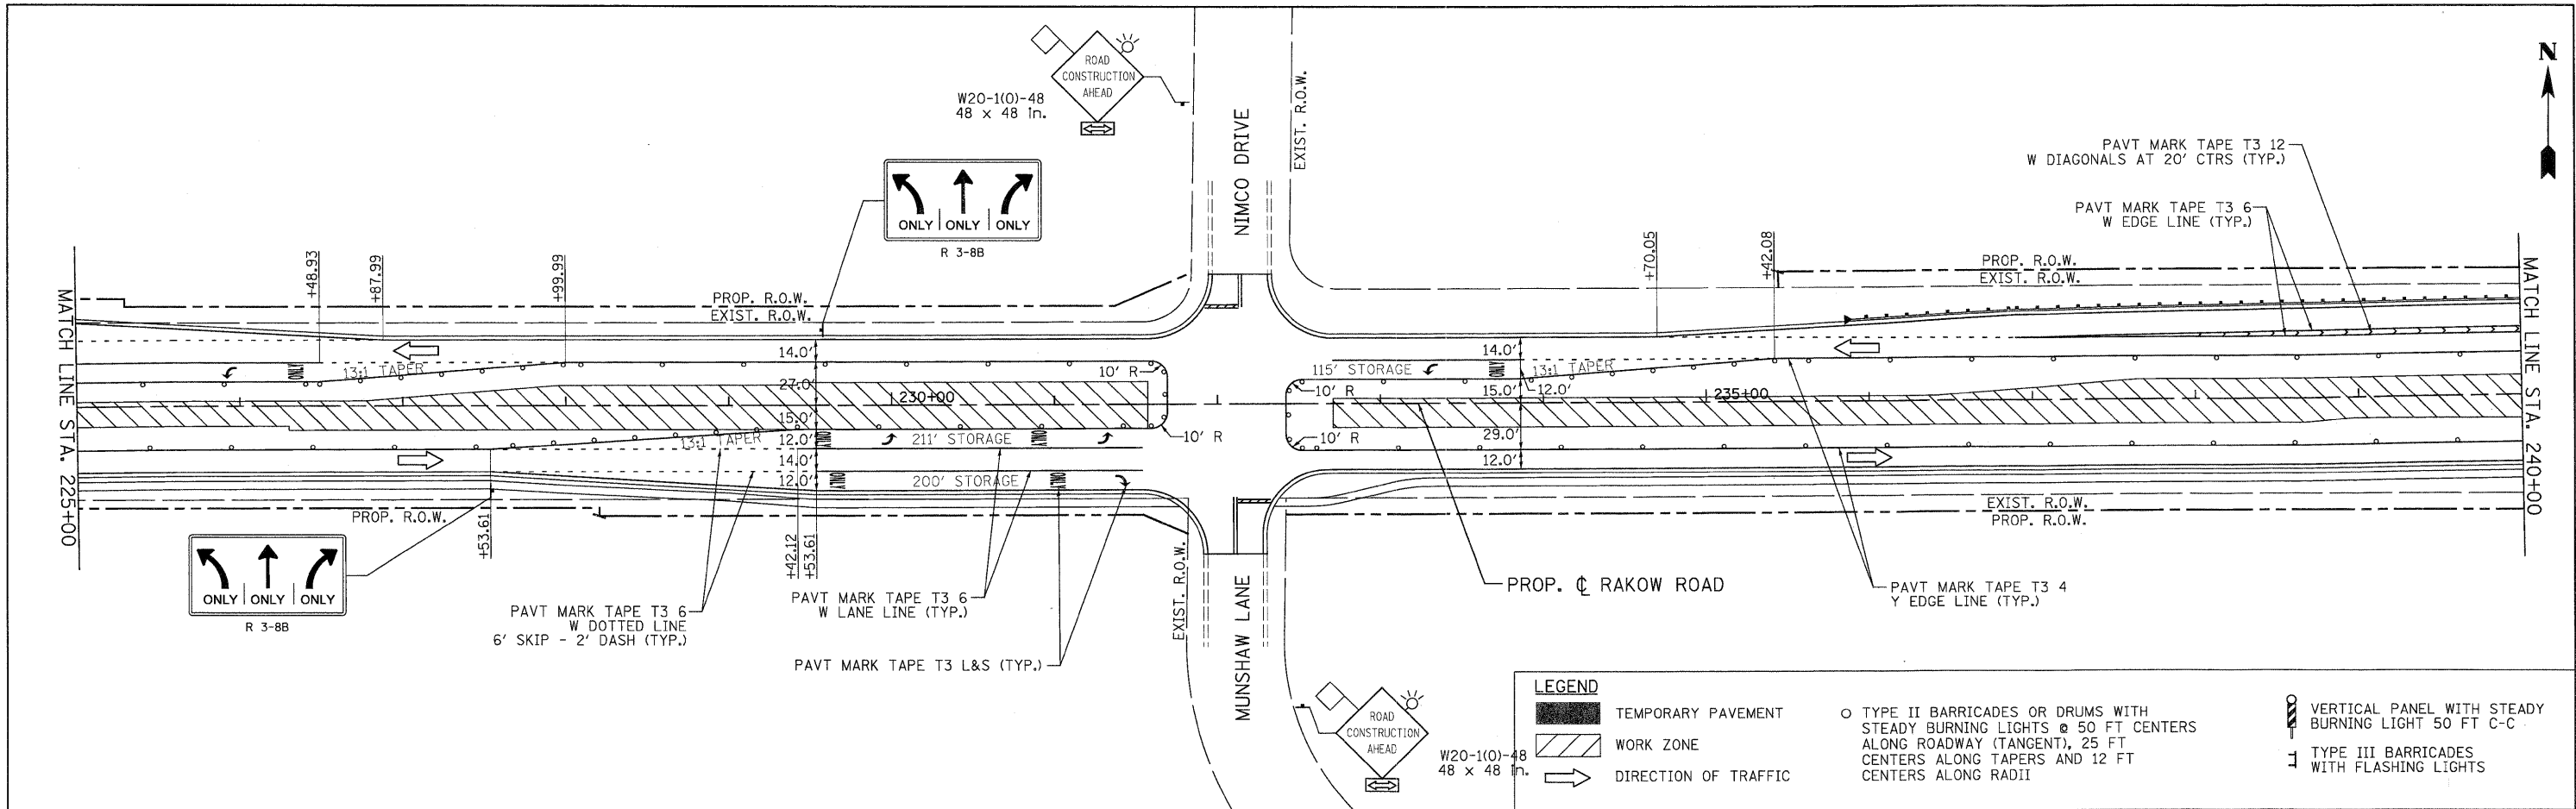 ROAD
CONSTRUCTION
AHEAD
W20-1(O)-48
48 x 48 in.
NIMCO DRIVE
EXIST. R.O.W.
N
ONLY ONLY ONLY
R 3-8B
PAVT MARK TAPE T3 12
W DIAGONALS AT 20' CTRS (TYP.)
PAVT MARK TAPE T3 6
W EDGE LINE (TYP.)
+48.93
+87.99
+99.99
+70.05
+42.08
PROP. R.O.W.
EXIST. R.O.W.
PROP. R.O.W.
EXIST. R.O.W.
MATCH LINE STA. 225+00
MATCH LINE STA. 240+00
ONLY
13:1 TAPER
14.0'
27.0'
10' R
230+00
15.0'
13:1 TAPER
12.0'
ONLY
211' STORAGE
ONLY
10' R
14.0'
12.0'
ONLY
200' STORAGE
ONLY
115' STORAGE
ONLY
14.0'
13:1 TAPER
10' R
15.0'
12.0'
235+00
10' R
29.0'
12.0'
PROP. R.O.W.
EXIST. R.O.W.
PROP. R.O.W.
+53.61
+42.12
+53.61
ONLY ONLY ONLY
R 3-8B
PAVT MARK TAPE T3 6
W DOTTED LINE
6' SKIP - 2' DASH (TYP.)
PAVT MARK TAPE T3 6
W LANE LINE (TYP.)
PAVT MARK TAPE T3 L&S (TYP.)
EXIST. R.O.W.
MUNSHAW LANE
PROP. ℄ RAKOW ROAD
PAVT MARK TAPE T3 4
Y EDGE LINE (TYP.)
ROAD
CONSTRUCTION
AHEAD
W20-1(O)-48
48 x 48 in.
LEGEND
TEMPORARY PAVEMENT
WORK ZONE
DIRECTION OF TRAFFIC
TYPE II BARRICADES OR DRUMS WITH
STEADY BURNING LIGHTS @ 50 FT CENTERS
ALONG ROADWAY (TANGENT), 25 FT
CENTERS ALONG TAPERS AND 12 FT
CENTERS ALONG RADII
VERTICAL PANEL WITH STEADY
BURNING LIGHT 50 FT C-C
TYPE III BARRICADES
WITH FLASHING LIGHTS